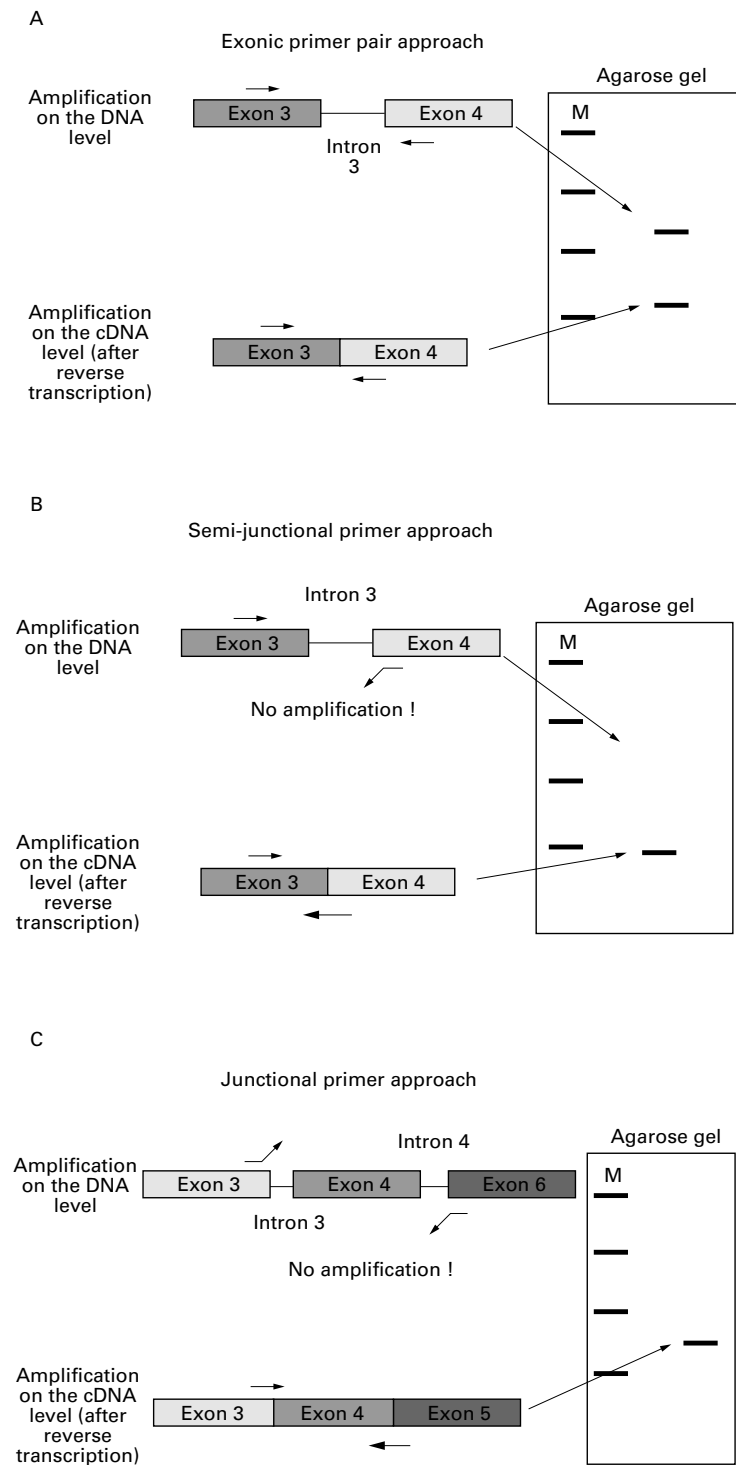 A
Exonic primer pair approach
Amplification
on the DNA
level
Exon 3
Exon 4
Intron
3
Agarose gel
M
Amplification
on the cDNA
level (after
reverse
transcription)
Exon 3
Exon 4
B
Semi-junctional primer approach
Intron 3
Amplification
on the DNA
level
Exon 3
Exon 4
No amplification !
Agarose gel
M
Amplification
on the cDNA
level (after
reverse
transcription)
Exon 3
Exon 4
C
Junctional primer approach
Intron 4
Amplification
on the DNA
level
Exon 3
Exon 4
Exon 6
Intron 3
No amplification !
Agarose gel
M
Amplification
on the cDNA
level (after
reverse
transcription)
Exon 3
Exon 4
Exon 5